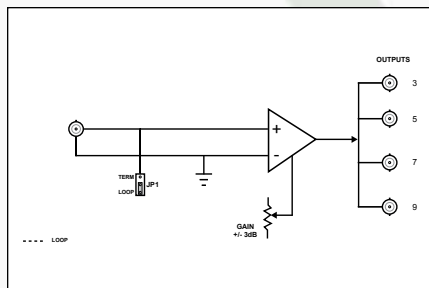 OUTPUTS
3
5
+
-
TERM
JP1
LOOP
7
9
GAIN
+/- 3dB
LOOP